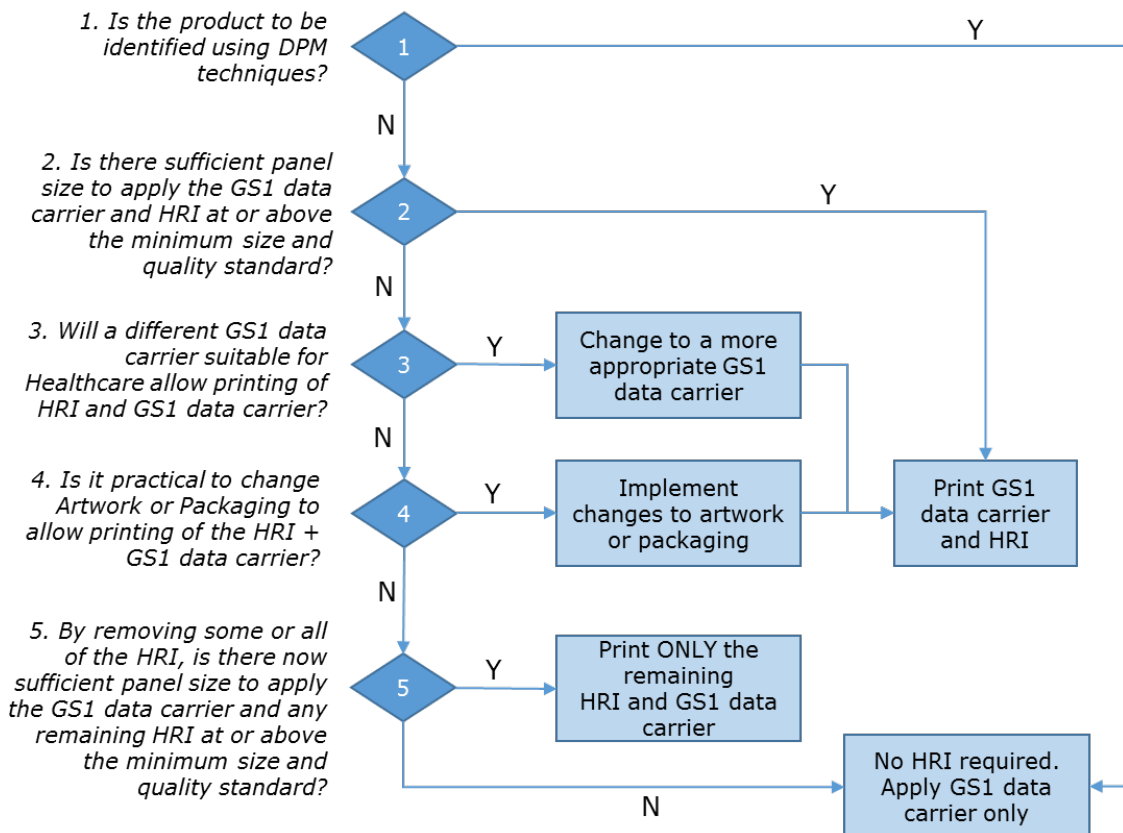 1. Is the product to be
identified using DPM
techniques?
1
Y
N
2. Is there sufficient panel
size to apply the GS1 data
carrier and HRI at or above
the minimum size and
quality standard?
2
Y
N
3. Will a different GS1 data
carrier suitable for
Healthcare allow printing of
HRI and GS1 data carrier?
3
Y
Change to a more
appropriate GS1
data carrier
N
4. Is it practical to change
Artwork or Packaging to
allow printing of the HRI +
GS1 data carrier?
4
Y
Implement
changes to artwork
or packaging
Print GS1
data carrier
and HRI
N
5. By removing some or all
of the HRI, is there now
sufficient panel size to apply
the GS1 data carrier and any
remaining HRI at or above
the minimum size and
quality standard?
5
Y
Print ONLY the
remaining
HRI and GS1 data
carrier
N
No HRI required.
Apply GS1 data
carrier only